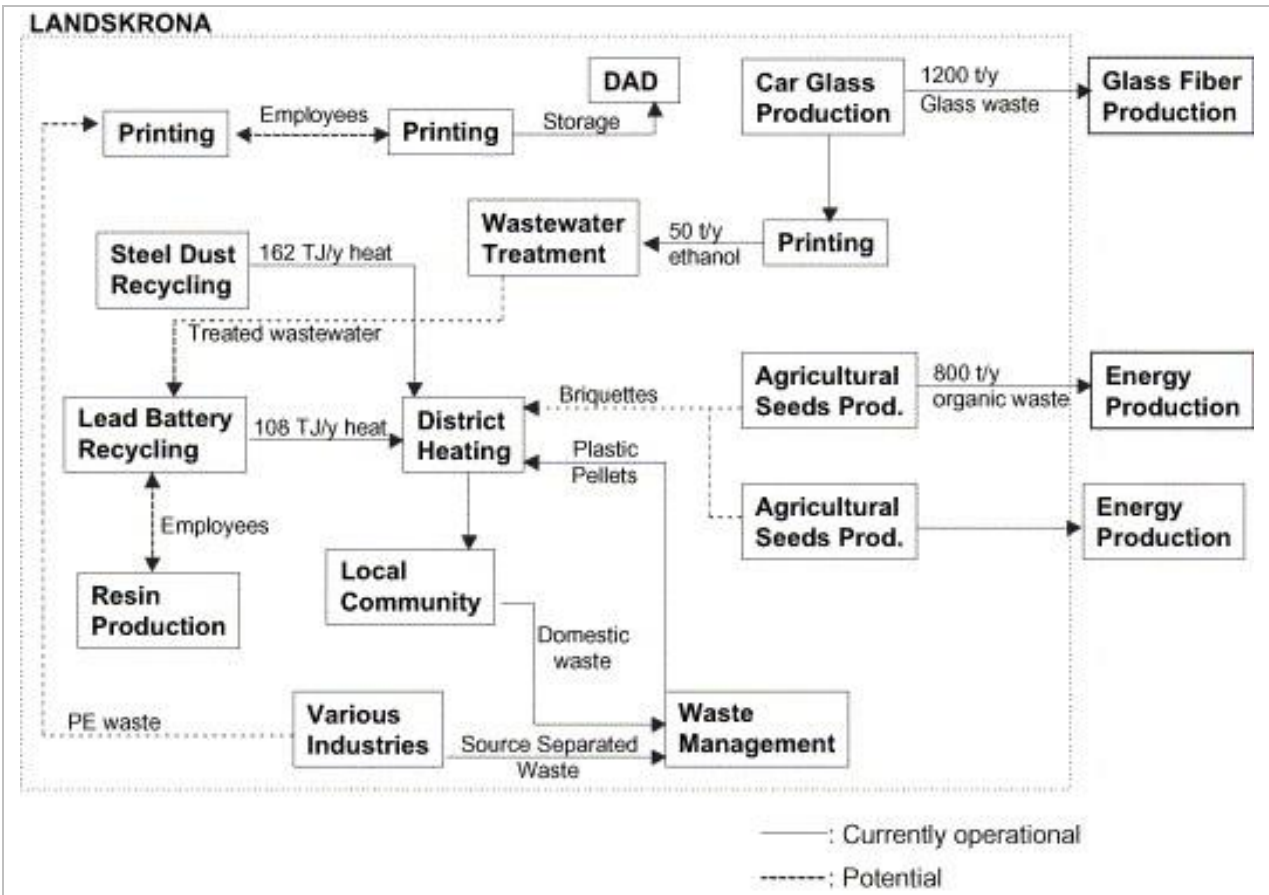 LANDSKRONA
DAD
Car Glass
Production
1200 t/y
Glass waste
Glass Fiber
Production
Printing
Employees
Printing
Storage
Steel Dust
Recycling
162 TJ/y heat
Wastewater
Treatment
50 t/y
ethanol
Printing
Treated wastewater
Lead Battery
Recycling
108 TJ/y heat
District
Heating
Briquettes
Plastic
Pellets
Agricultural
Seeds Prod.
800 t/y
organic waste
Energy
Production
Agricultural
Seeds Prod.
Energy
Production
Employees
Resin
Production
Local
Community
Domestic
waste
PE waste
Various
Industries
Source Separated
Waste
Waste
Management
: Currently operational
: Potential